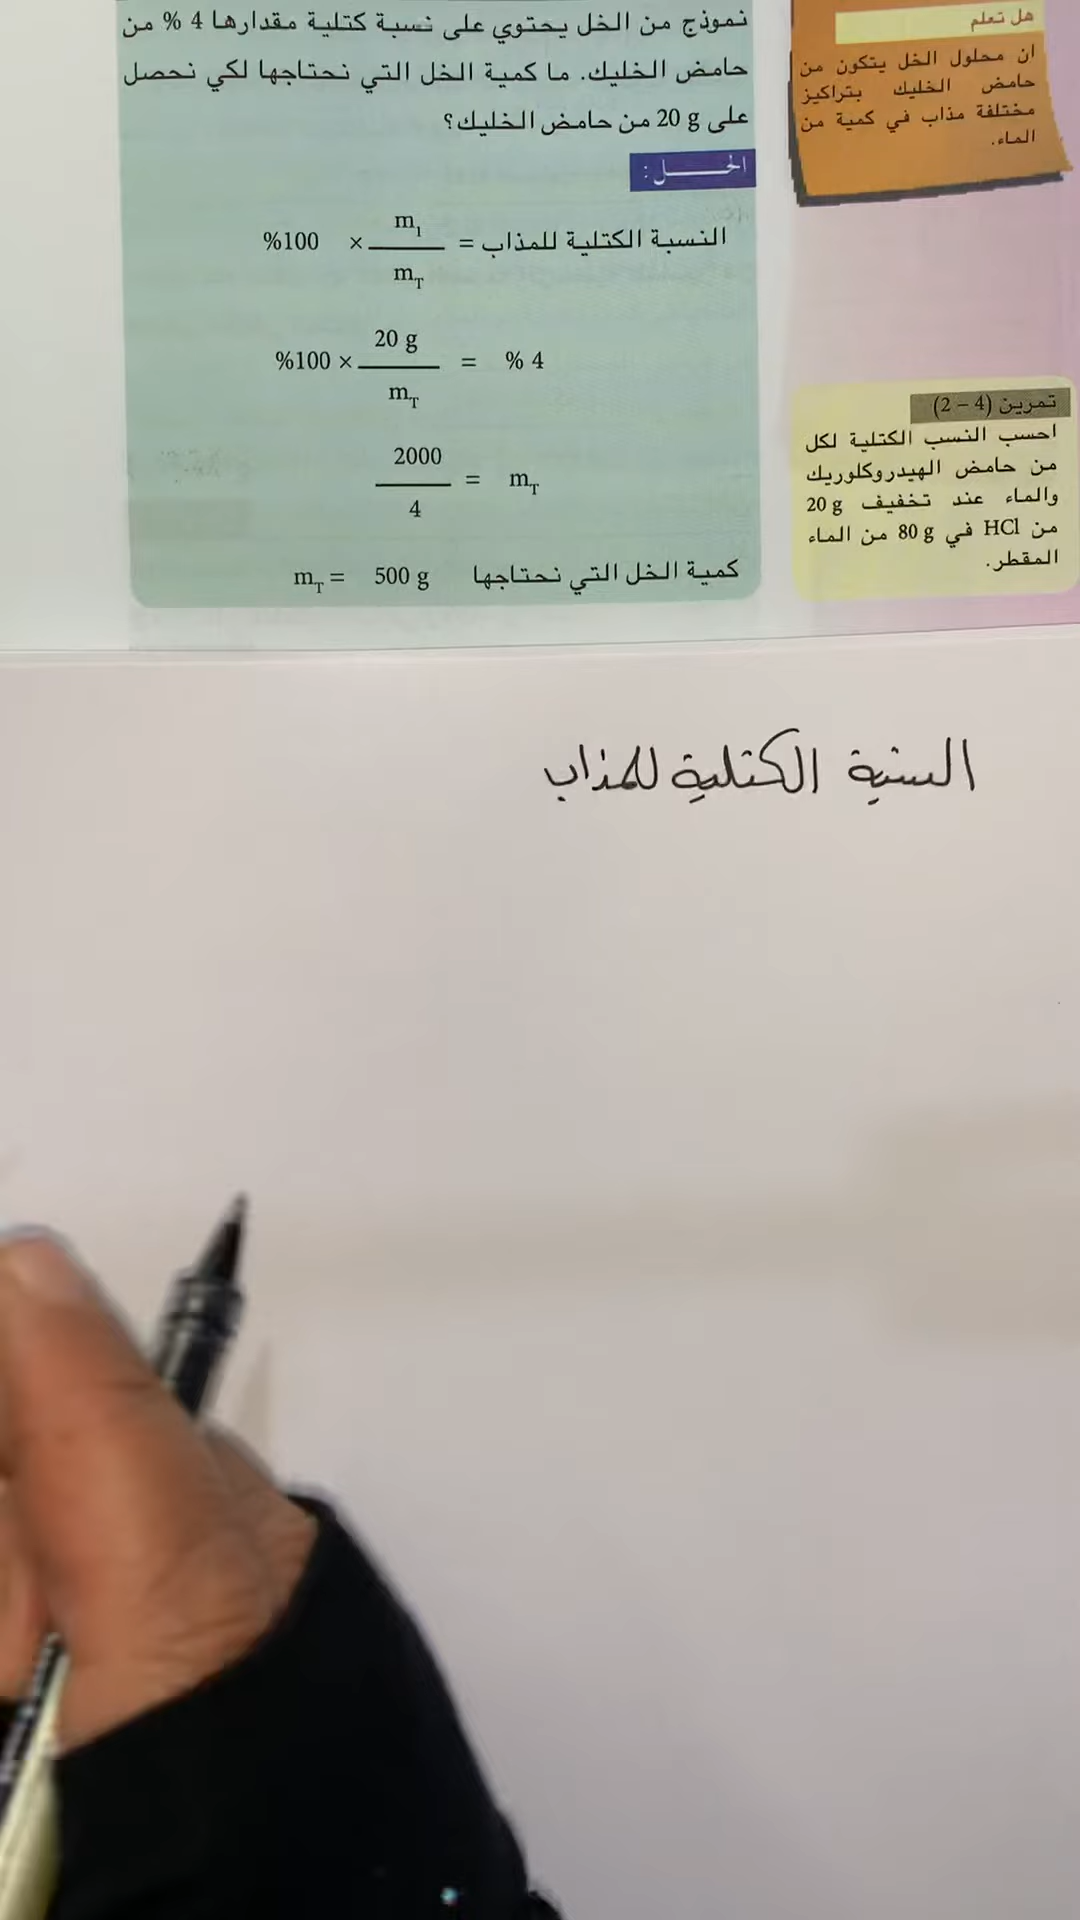 نموذج من الخل يحتوي على نسبة كتلية مقدارها 4 % من
حامض الخليك. ما كمية الخل التي نحتاجها لكي نحصل
على 20 g من حامض الخليك؟
الحـــــل :
النسبة الكتلية للمذاب = m₁ / m_T × %100
% 4 = 20 g / m_T × %100
m_T = 2000 / 4
كمية الخل التي نحتاجها m_T = 500 g
هل تعلم
ان محلول الخل يتكون من
حامض الخليك بتراكيز
مختلفة مذاب في كمية من
الماء.
تمرين (4 – 2)
احسب النسب الكتلية لكل
من حامض الهيدروكلوريك
والماء عند تخفيف 20 g
من HCl في 80 g من الماء
المقطر.
النسبة الكتلية للمذاب